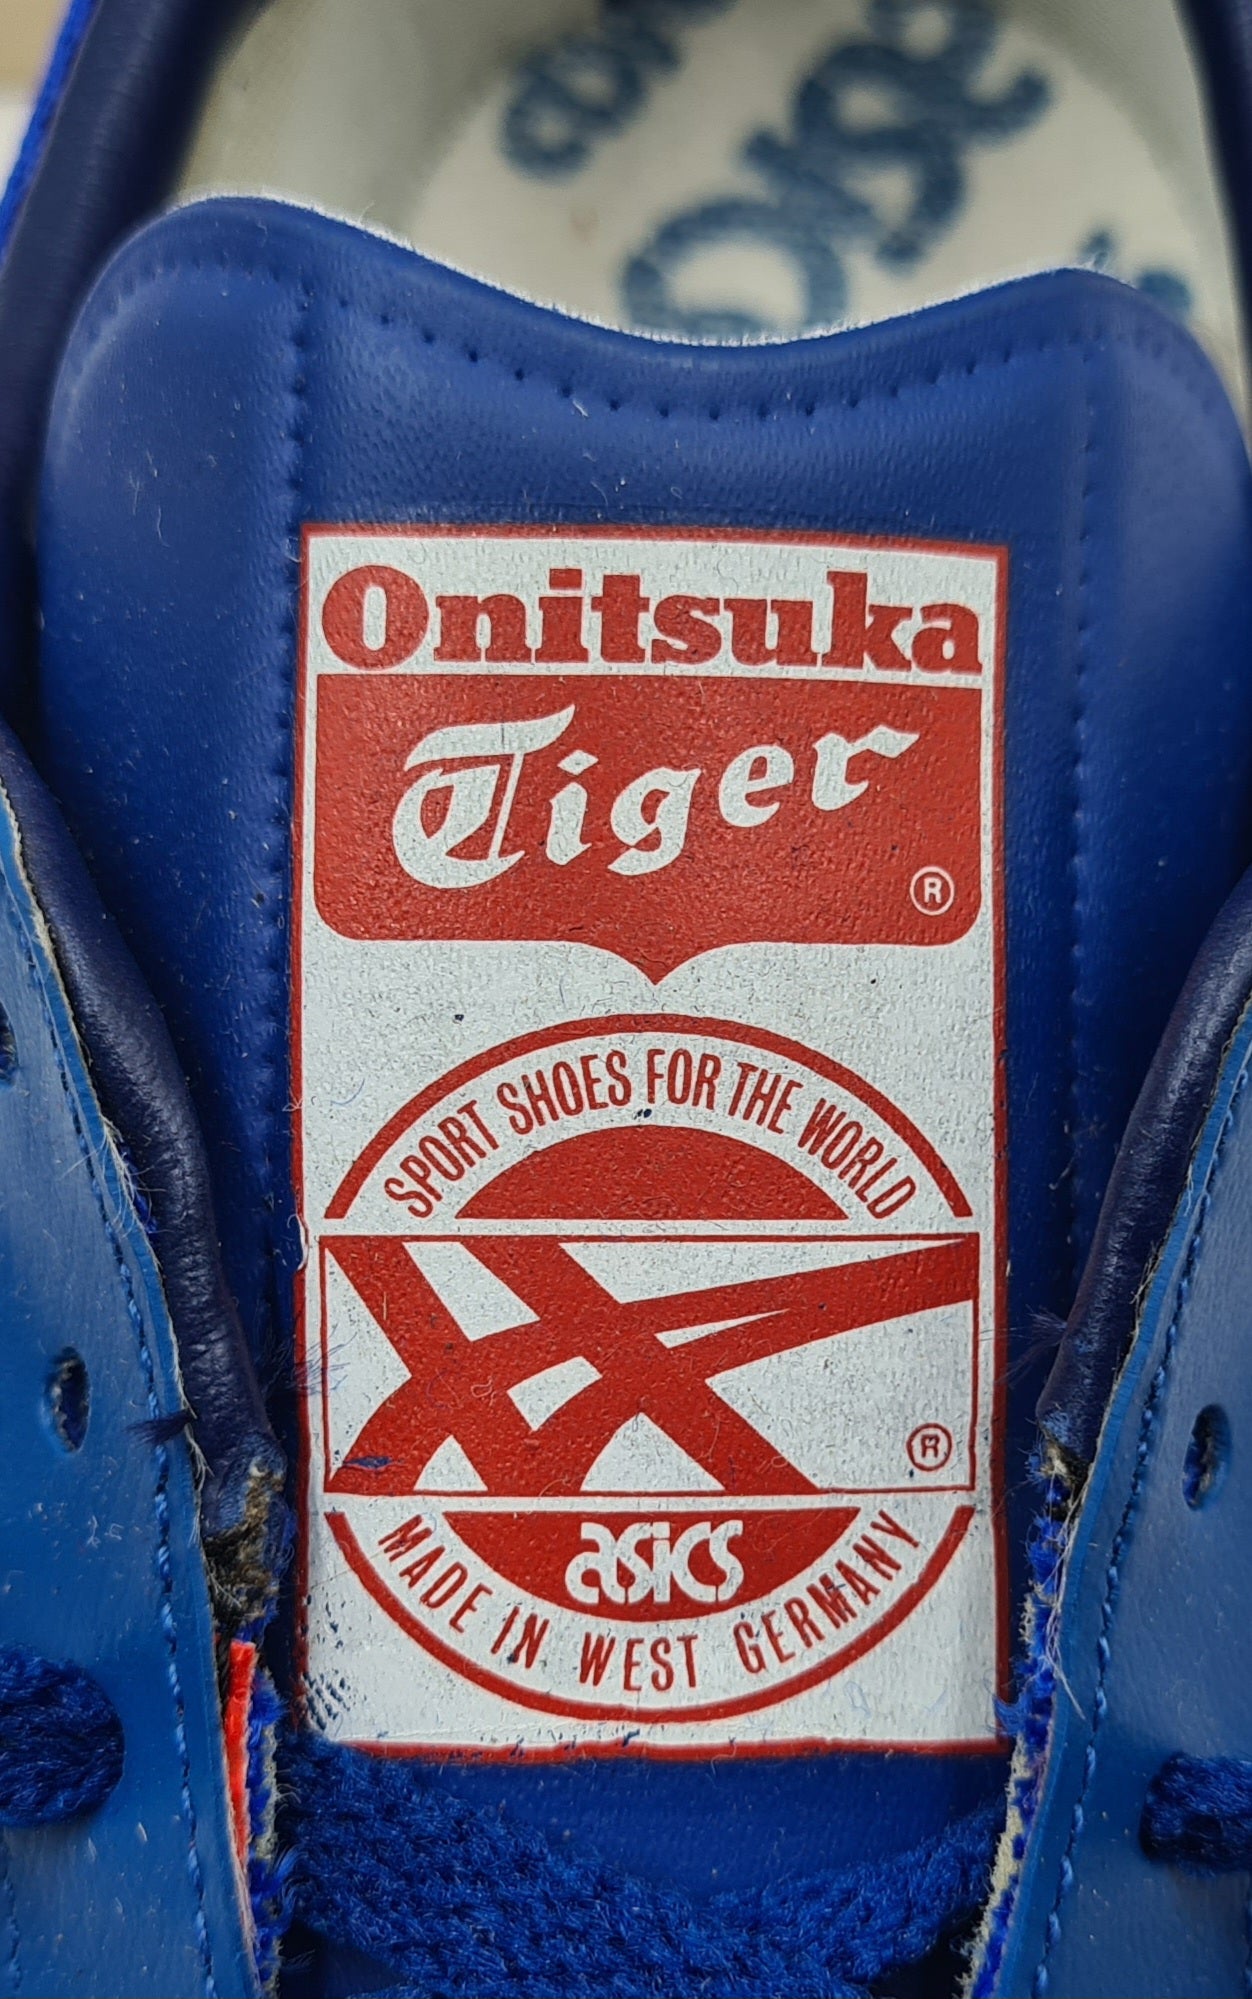 Onitsuka
Tiger
®
SPORT SHOES FOR THE WORLD
®
asics
MADE IN WEST GERMANY